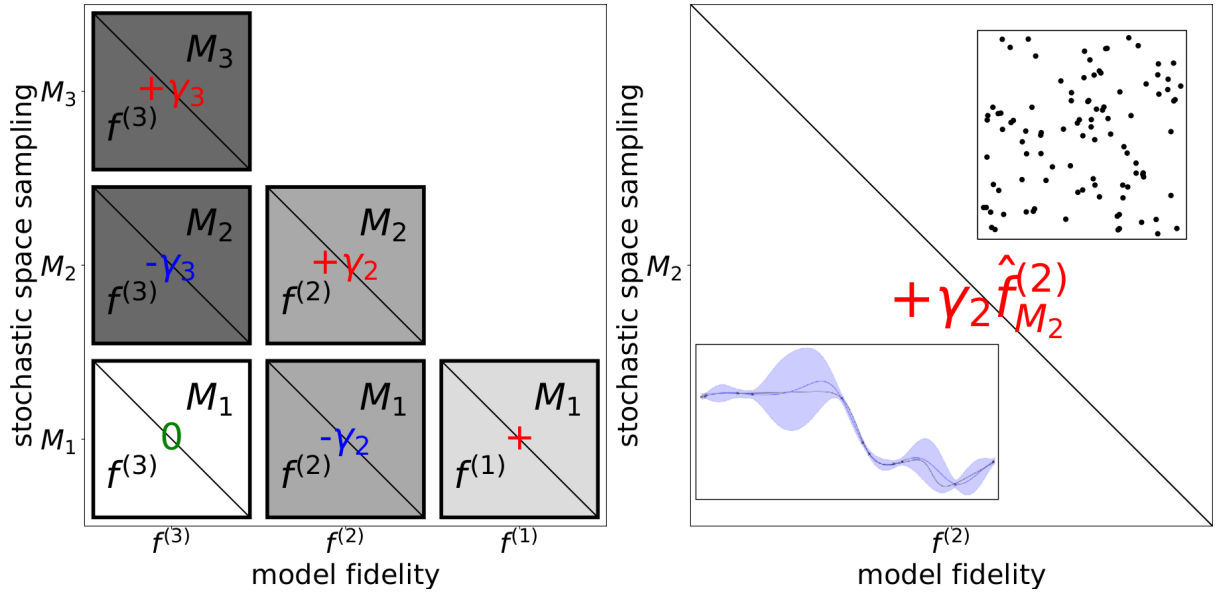 stochastic space sampling
M₃
M₂
M₁
M₃
+γ₃
f⁽³⁾
M₂
-γ₃
f⁽³⁾
M₂
+γ₂
f⁽²⁾
M₁
0
f⁽³⁾
M₁
-γ₂
f⁽²⁾
M₁
+
f⁽¹⁾
f⁽³⁾ f⁽²⁾ f⁽¹⁾
model fidelity
stochastic space sampling
M₂
+γ₂f̂⁽²⁾_M₂
f⁽²⁾
model fidelity